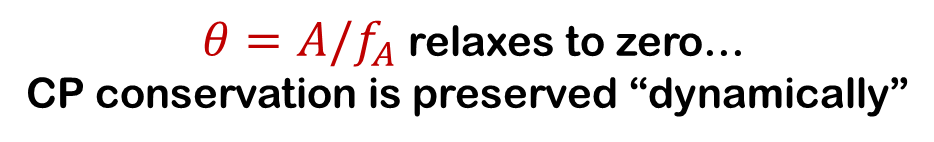 θ = A/f_A relaxes to zero…
CP conservation is preserved “dynamically”